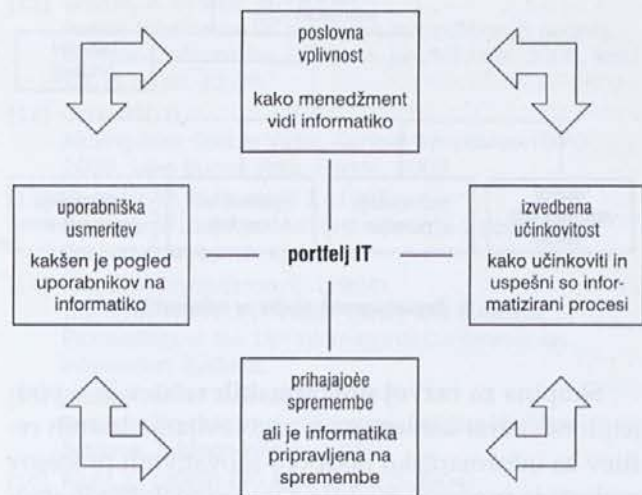 poslovna
vplivnost
kako menedžment
vidi informatiko
uporabniška
usmeritev
kakšen je pogled
uporabnikov na
informatiko
portfelj IT
izvedbena
učinkovitost
kako učinkoviti in
uspešni so infor-
matizirani procesi
prihajajoče
spremembe
ali je informatika
pripravljena na
spremembe